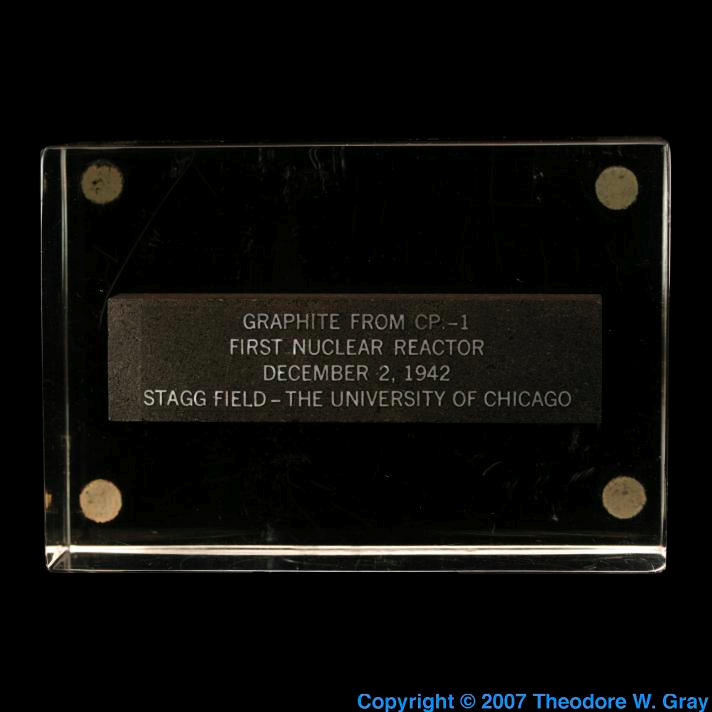 GRAPHITE FROM CP.-1
FIRST NUCLEAR REACTOR
DECEMBER 2, 1942
STAGG FIELD - THE UNIVERSITY OF CHICAGO
Copyright © 2007 Theodore W. Gray